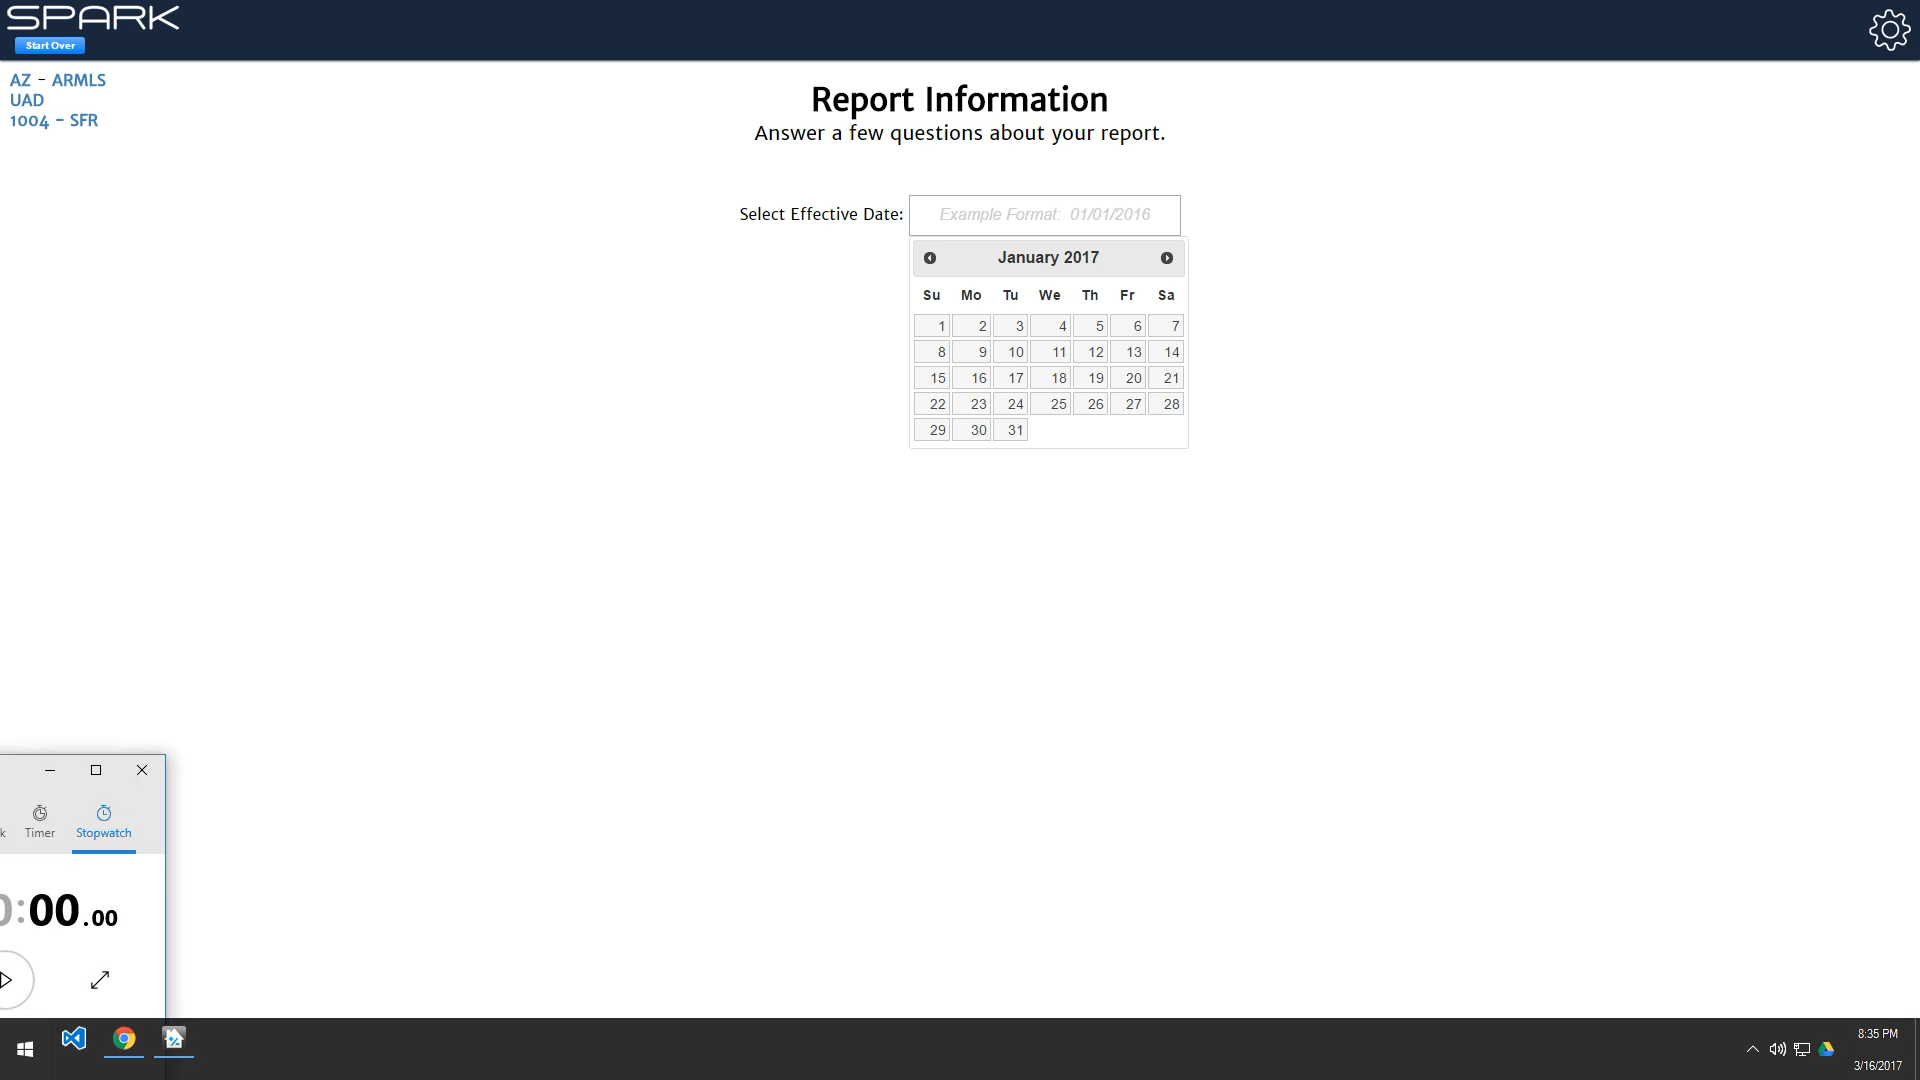 SPARK
Start Over
AZ - ARMLS
UAD
1004 - SFR
Report Information
Answer a few questions about your report.
Select Effective Date: Example Format: 01/01/2016
January 2017
Su Mo Tu We Th Fr Sa
1 2 3 4 5 6 7
8 9 10 11 12 13 14
15 16 17 18 19 20 21
22 23 24 25 26 27 28
29 30 31
k Timer Stopwatch
0:00.00
8:35 PM
3/16/2017